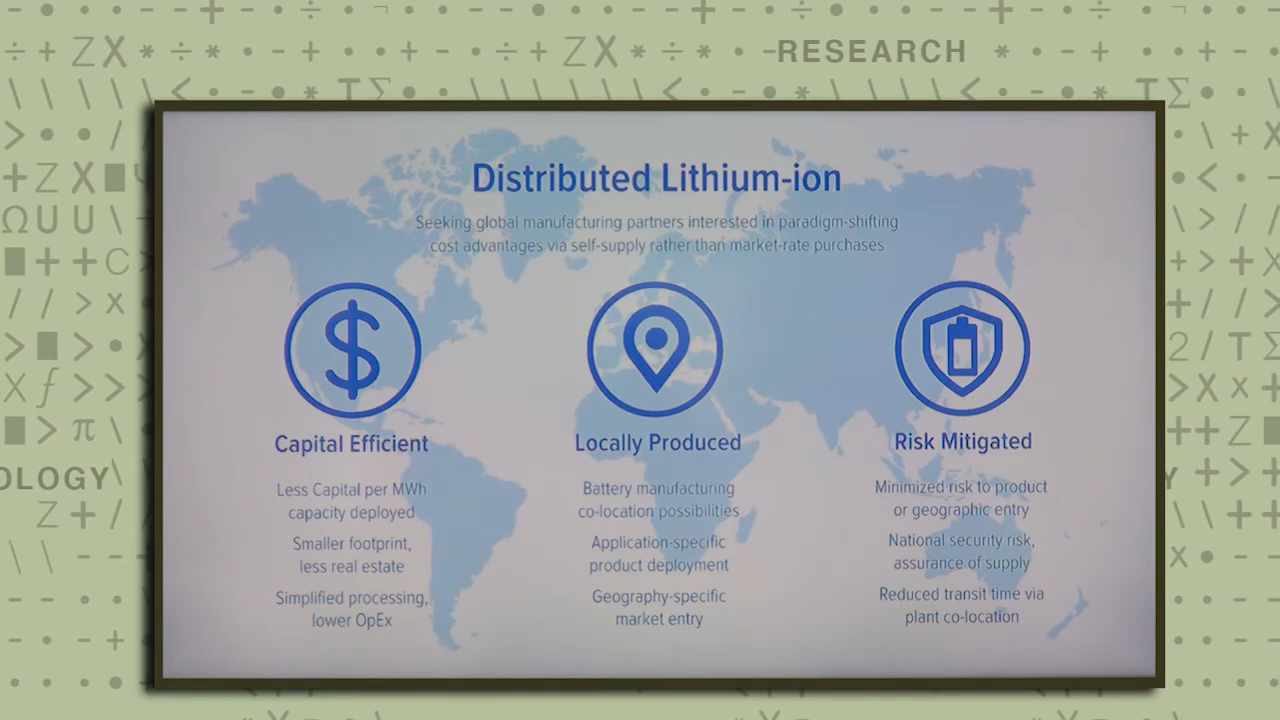 RESEARCH
OLOGY
Distributed Lithium-ion
Seeking global manufacturing partners interested in paradigm-shifting
cost advantages via self-supply rather than market-rate purchases
Capital Efficient
Less Capital per MWh
capacity deployed
Smaller footprint,
less real estate
Simplified processing,
lower OpEx
Locally Produced
Battery manufacturing
co-location possibilities
Application-specific
product deployment
Geography-specific
market entry
Risk Mitigated
Minimized risk to product
or geographic entry
National security risk,
assurance of supply
Reduced transit time via
plant co-location